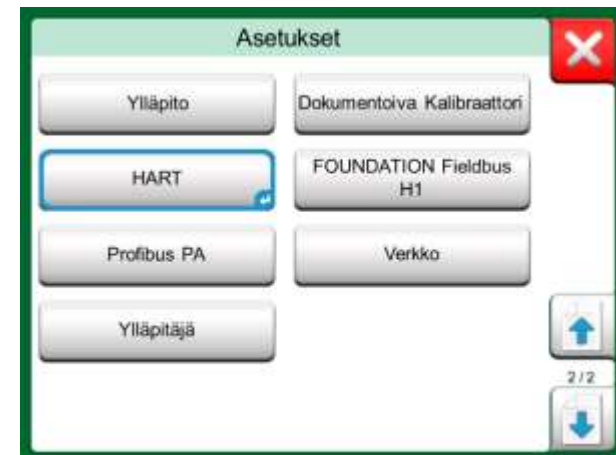 Asetukset
Ylläpito
Dokumentoiva Kalibraattori
HART
FOUNDATION Fieldbus
H1
Profibus PA
Verkko
Ylläpitäjä
2/2